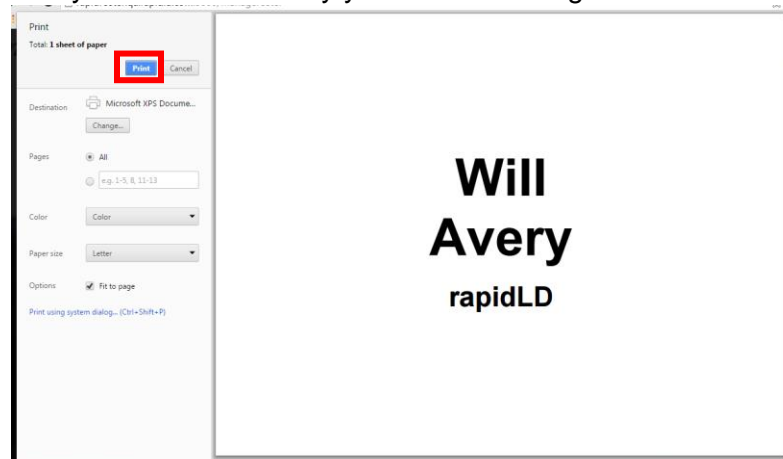 Print
Total: 1 sheet of paper
Print Cancel
Destination Microsoft XPS Docume...
Change...
Pages All
e.g. 1-5, 8, 11-13
Color Color
Paper size Letter
Options Fit to page
Print using system dialog... (Ctrl+Shift+P)
Will
Avery
rapidLD